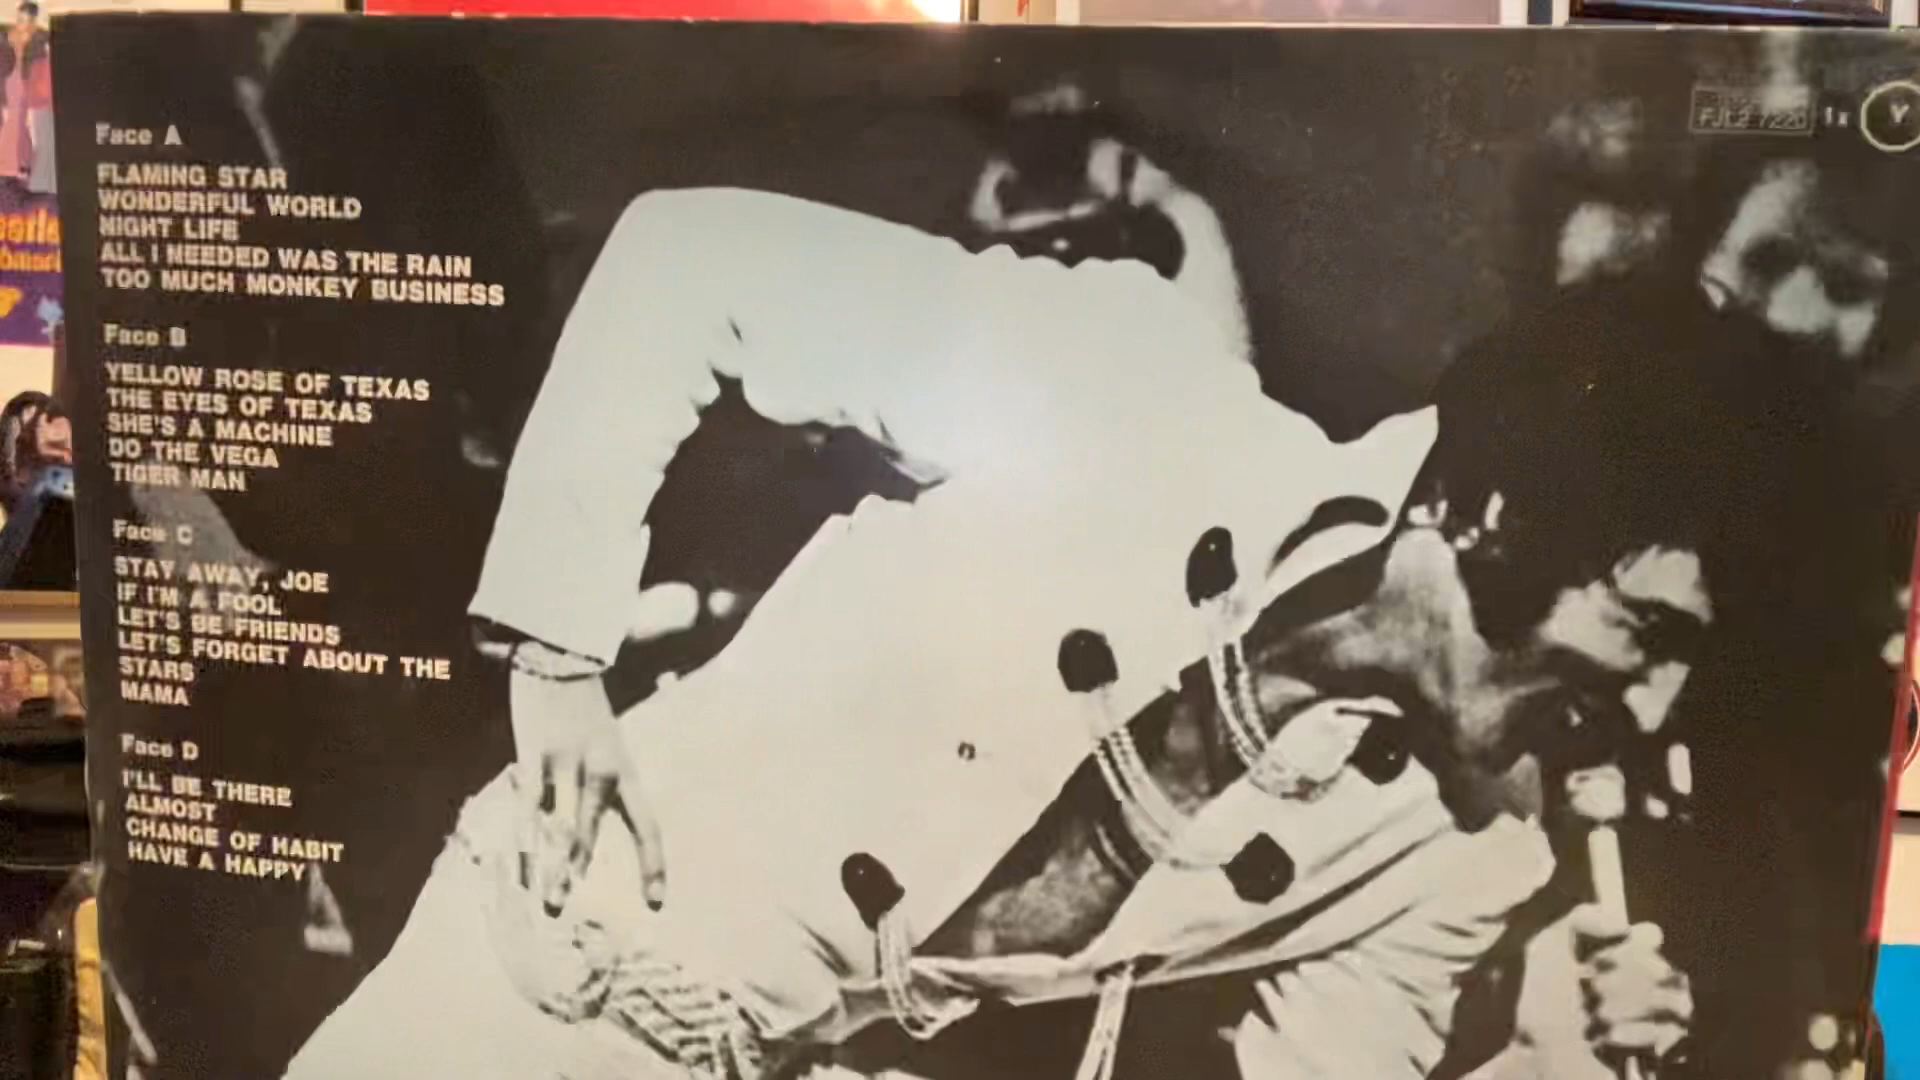 Face A
FLAMING STAR
WONDERFUL WORLD
NIGHT LIFE
ALL I NEEDED WAS THE RAIN
TOO MUCH MONKEY BUSINESS
Face B
YELLOW ROSE OF TEXAS
THE EYES OF TEXAS
SHE'S A MACHINE
DO THE VEGA
TIGER MAN
Face C
STAY AWAY, JOE
IF I'M A FOOL
LET'S BE FRIENDS
LET'S FORGET ABOUT THE
STARS
MAMA
Face D
I'LL BE THERE
ALMOST
CHANGE OF HABIT
HAVE A HAPPY
Y